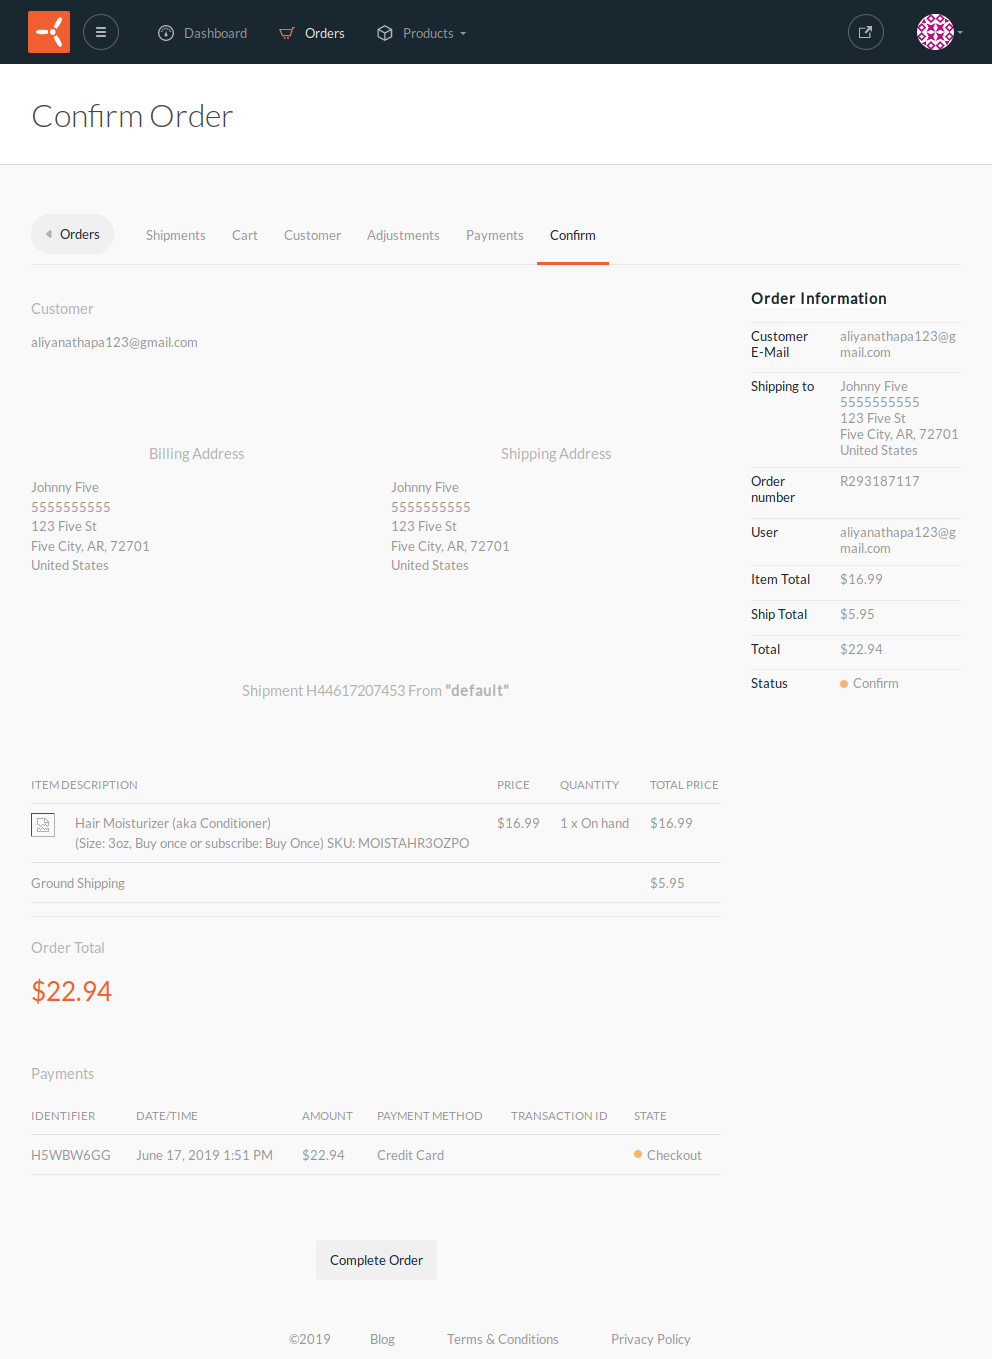 Dashboard Orders Products
Confirm Order
Orders Shipments Cart Customer Adjustments Payments Confirm
Customer
aliyanathapa123@gmail.com
Billing Address
Johnny Five
5555555555
123 Five St
Five City, AR, 72701
United States
Shipping Address
Johnny Five
5555555555
123 Five St
Five City, AR, 72701
United States
Shipment H44617207453 From "default"
ITEM DESCRIPTION PRICE QUANTITY TOTAL PRICE
Hair Moisturizer (aka Conditioner) $16.99 1 x On hand $16.99
(Size: 3oz, Buy once or subscribe: Buy Once) SKU: MOISTAHR3OZPO
Ground Shipping $5.95
Order Total
$22.94
Payments
IDENTIFIER DATE/TIME AMOUNT PAYMENT METHOD TRANSACTION ID STATE
H5WBW6GG June 17, 2019 1:51 PM $22.94 Credit Card Checkout
Complete Order
Order Information
Customer aliyanathapa123@g
E-Mail mail.com
Shipping to Johnny Five
5555555555
123 Five St
Five City, AR, 72701
United States
Order R293187117
number
User aliyanathapa123@g
mail.com
Item Total $16.99
Ship Total $5.95
Total $22.94
Status Confirm
©2019 Blog Terms & Conditions Privacy Policy